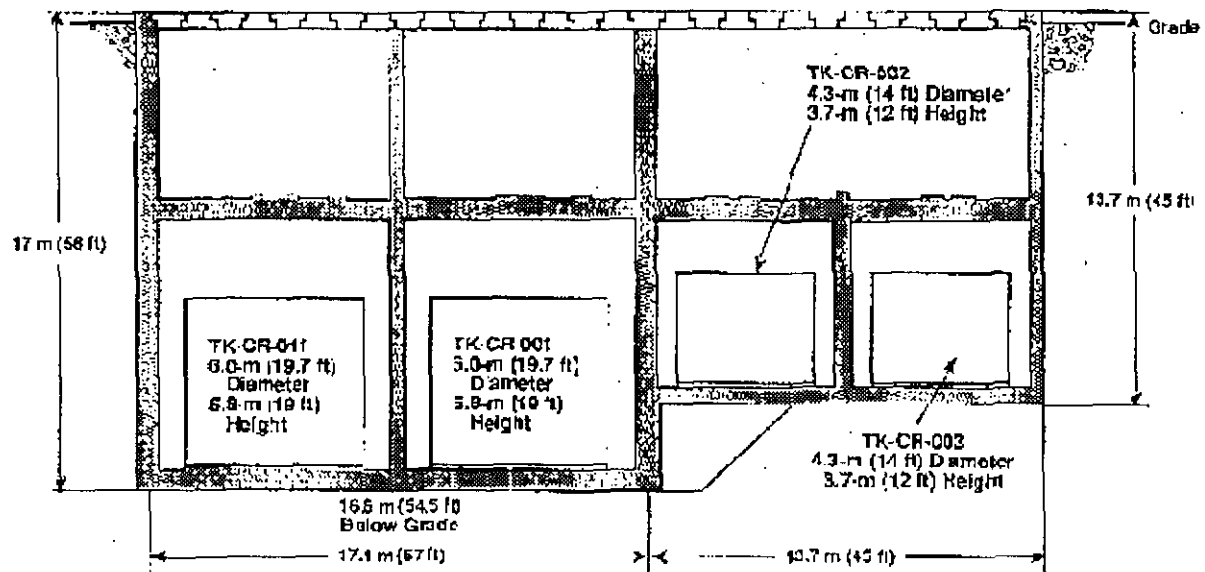 Grade
TK-CR-002
4.3-m (14 ft) Diameter
3.7-m (12 ft) Height
13.7 m (45 ft)
17 m (56 ft)
TK-CR-011
6.0-m (19.7 ft)
Diameter
5.8-m (19 ft)
Height
TK-CR 001
6.0-m (19.7 ft)
Diameter
5.8-m (19 ft)
Height
TK-CR-003
4.3-m (14 ft) Diameter
3.7-m (12 ft) Height
16.6 m (54.5 ft)
Below Grade
17.1 m (57 ft)
13.7 m (45 ft)